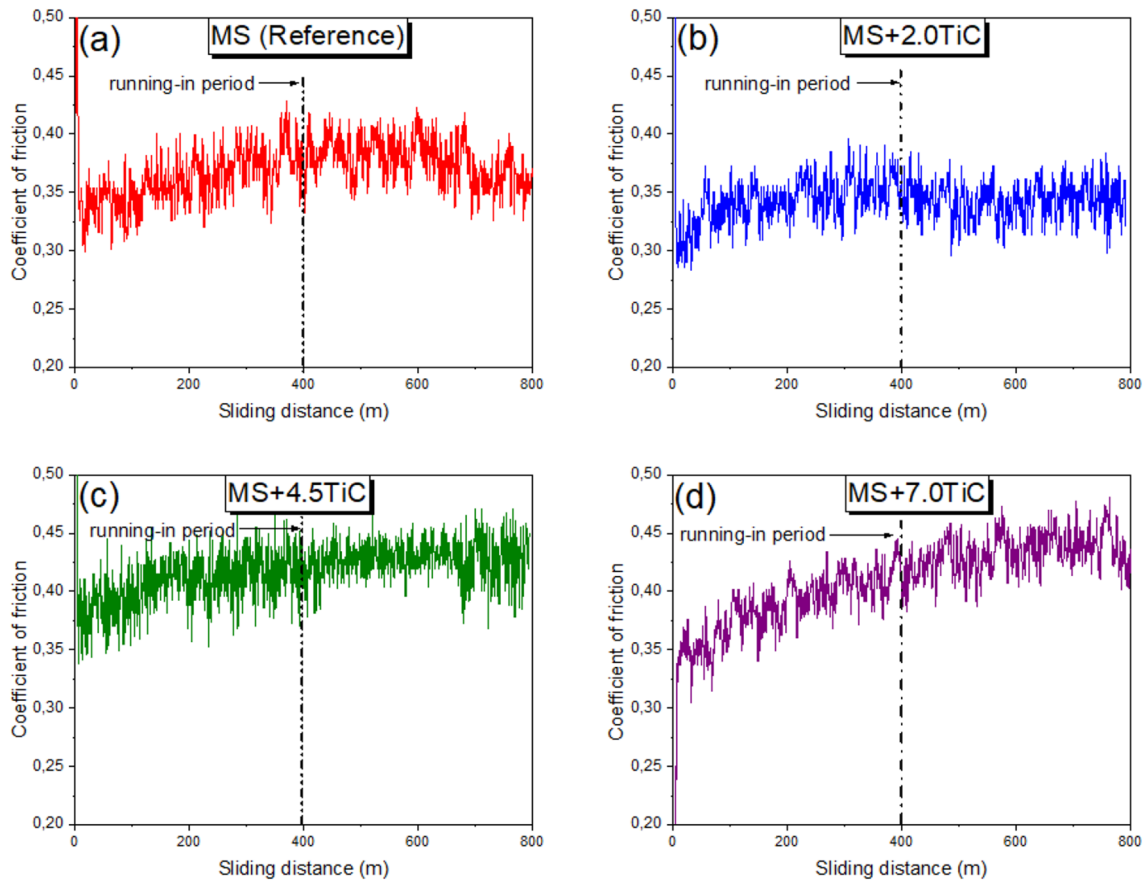 (a)
MS (Reference)
running-in period
Coefficient of friction
0,50
0,45
0,40
0,35
0,30
0,25
0,20
0 200 400 600 800
Sliding distance (m)
(b)
MS+2.0TiC
running-in period
Coefficient of friction
0,50
0,45
0,40
0,35
0,30
0,25
0,20
0 200 400 600 800
Sliding distance (m)
(c)
MS+4.5TiC
running-in period
Coefficient of friction
0,50
0,45
0,40
0,35
0,30
0,25
0,20
0 200 400 600 800
Sliding distance (m)
(d)
MS+7.0TiC
running-in period
Coefficient of friction
0,50
0,45
0,40
0,35
0,30
0,25
0,20
0 200 400 600 800
Sliding distance (m)